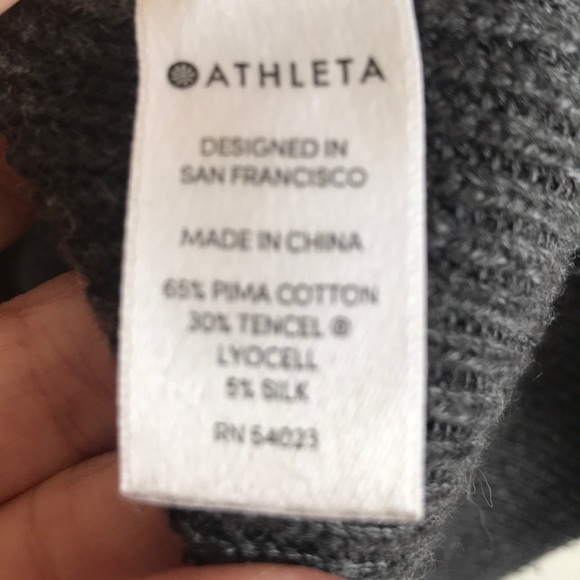 ATHLETA
DESIGNED IN
SAN FRANCISCO
MADE IN CHINA
65% PIMA COTTON
30% TENCEL ®
LYOCELL
5% SILK
RN 54023